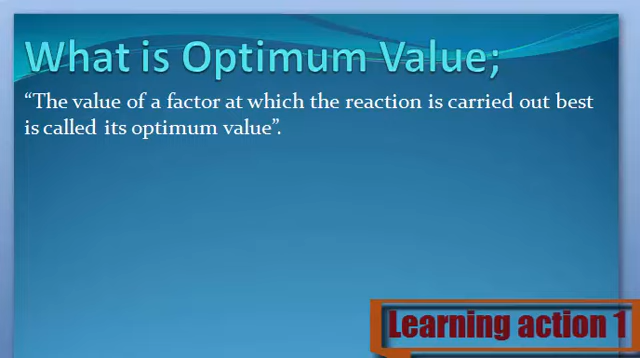 What is Optimum Value;
“The value of a factor at which the reaction is carried out best
is called its optimum value”.
Learning action 1